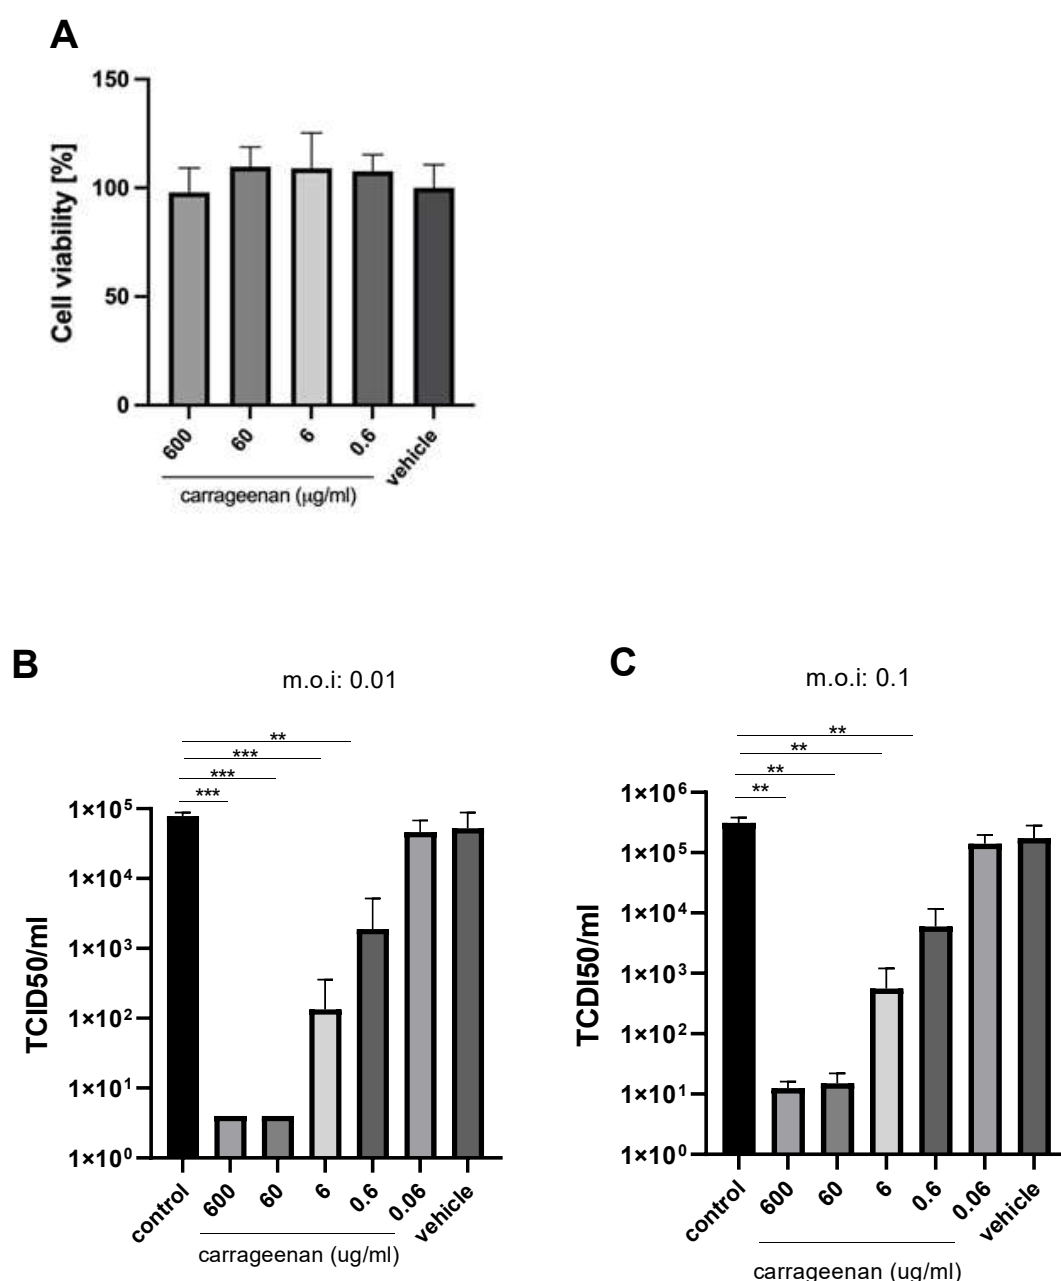 A
150
100
50
0
Cell viability [%]
600
60
6
0.6
vehicle
carrageenan (µg/ml)
B
m.o.i: 0.01
**
***
***
***
1×10⁵
1×10⁴
1×10³
1×10²
1×10¹
1×10⁰
TCID50/ml
control
600
60
6
0.6
0.06
vehicle
carrageenan (ug/ml)
C
m.o.i: 0.1
**
**
**
**
1×10⁶
1×10⁵
1×10⁴
1×10³
1×10²
1×10¹
1×10⁰
TCDI50/ml
control
600
60
6
0.6
0.06
vehicle
carrageenan (ug/ml)